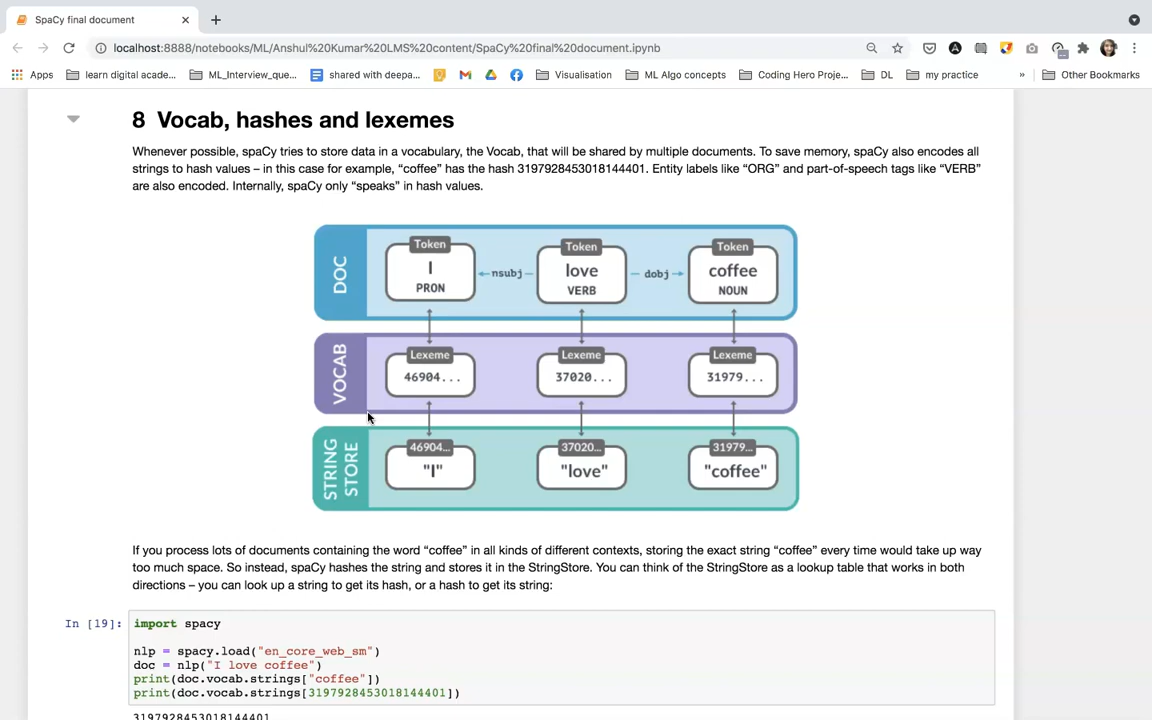 SpaCy final document
localhost:8888/notebooks/ML/Anshul%20Kumar%20LMS%20content/SpaCy%20final%20document.ipynb
Apps learn digital acade... ML_Interview_que... shared with deepa... Visualisation ML Algo concepts Coding Hero Proje... DL my practice » Other Bookmarks
8 Vocab, hashes and lexemes
Whenever possible, spaCy tries to store data in a vocabulary, the Vocab, that will be shared by multiple documents. To save memory, spaCy also encodes all
strings to hash values – in this case for example, “coffee” has the hash 3197928453018144401. Entity labels like “ORG” and part-of-speech tags like “VERB”
are also encoded. Internally, spaCy only “speaks” in hash values.
DOC
Token Token Token
I nsubj love dobj coffee
PRON VERB NOUN
VOCAB
Lexeme Lexeme Lexeme
46904... 37020... 31979...
STRING STORE
46904... 37020... 31979...
"I" "love" "coffee"
If you process lots of documents containing the word “coffee” in all kinds of different contexts, storing the exact string “coffee” every time would take up way
too much space. So instead, spaCy hashes the string and stores it in the StringStore. You can think of the StringStore as a lookup table that works in both
directions – you can look up a string to get its hash, or a hash to get its string:
In [19]: import spacy
nlp = spacy.load("en_core_web_sm")
doc = nlp("I love coffee")
print(doc.vocab.strings["coffee"])
print(doc.vocab.strings[3197928453018144401])
3197928453018144401